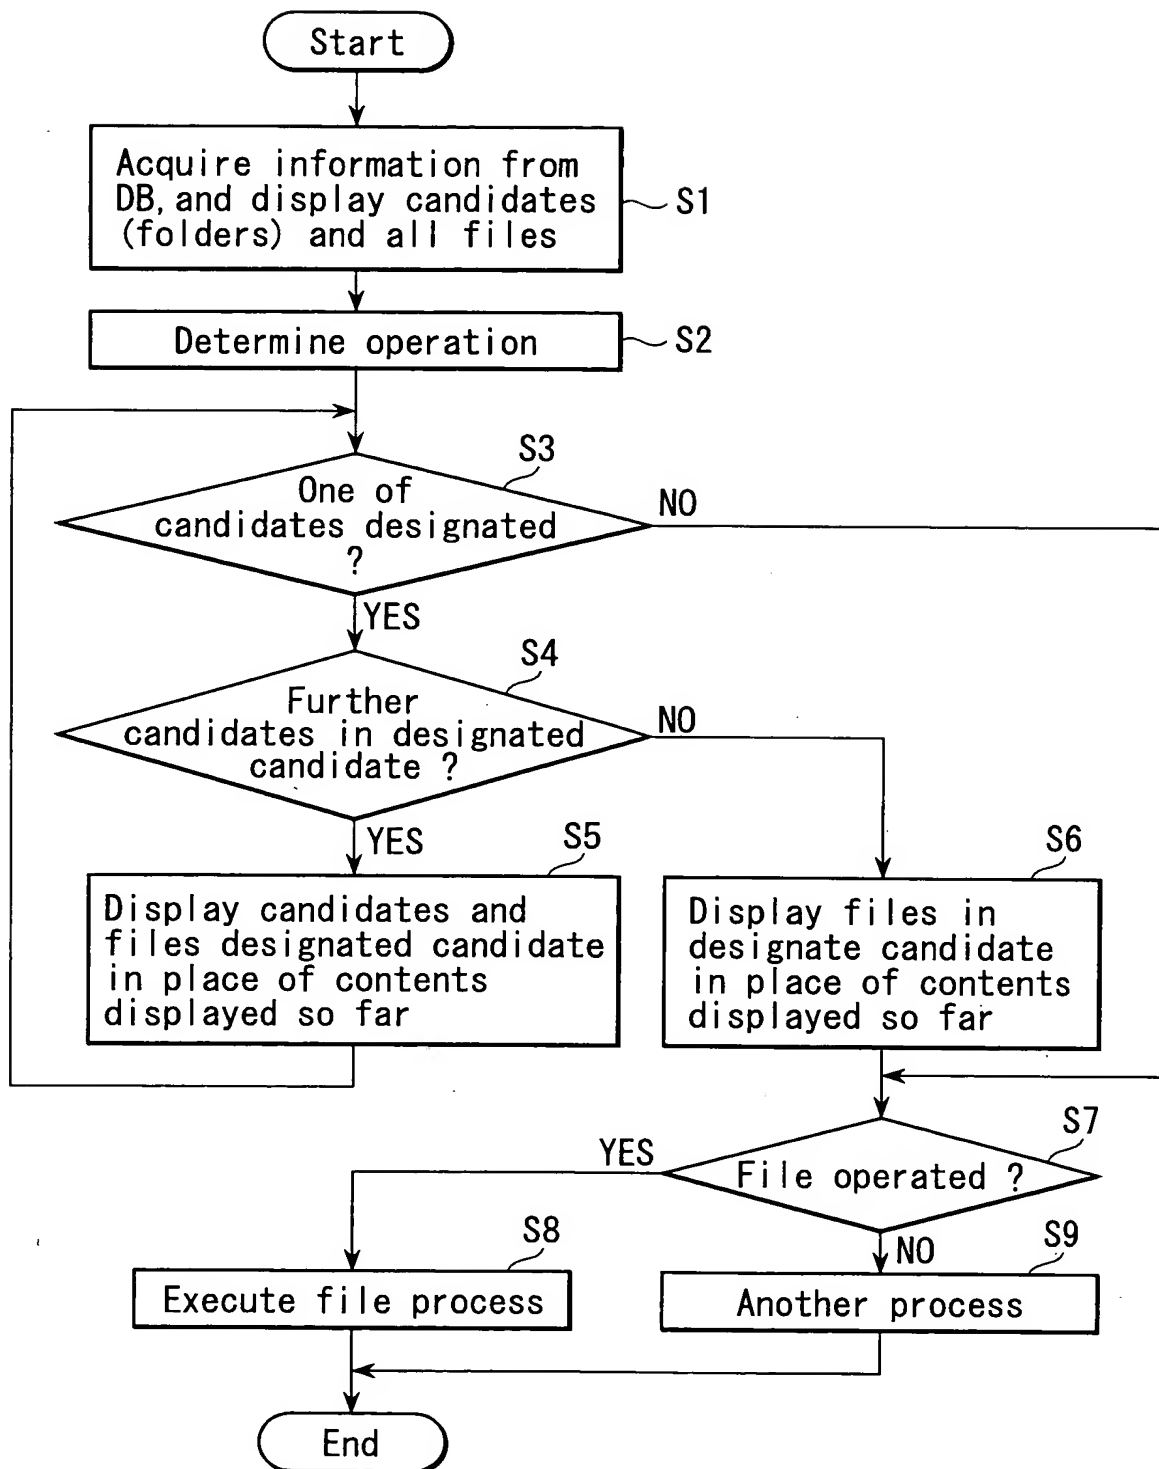 Start
Acquire information from
DB, and display candidates
(folders) and all files
S1
Determine operation
S2
S3
One of
candidates designated
?
NO
YES
S4
Further
candidates in designated
candidate ?
NO
YES
S5
Display candidates and
files designated candidate
in place of contents
displayed so far
S6
Display files in
designate candidate
in place of contents
displayed so far
S7
File operated ?
YES
NO
S8
Execute file process
S9
Another process
End